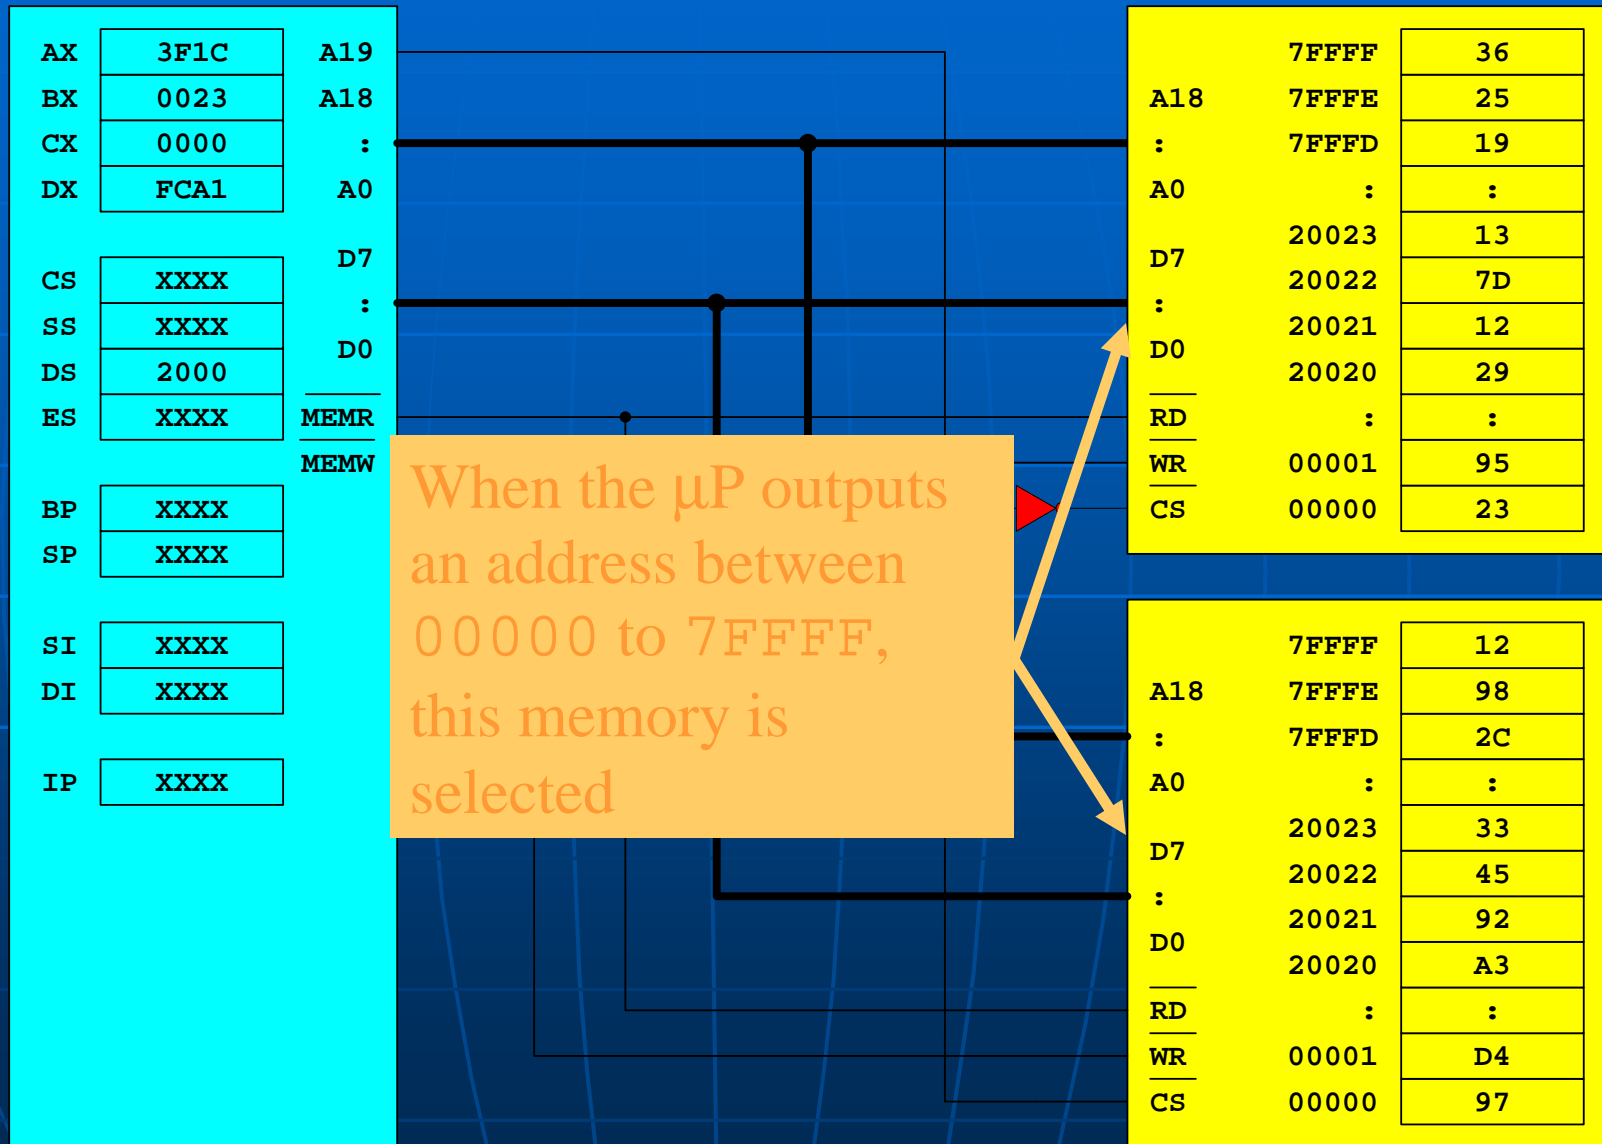 AX 3F1C A19
BX 0023 A18
CX 0000 :
DX FCA1 A0
D7
CS XXXX
:
SS XXXX
D0
DS 2000
ES XXXX MEMR
MEMW
BP XXXX
SP XXXX
SI XXXX
DI XXXX
IP XXXX
When the μP outputs
an address between
00000 to 7FFFF,
this memory is
selected
7FFFF 36
A18 7FFFE 25
: 7FFFD 19
A0 : :
20023 13
D7
20022 7D
:
20021 12
D0
20020 29
RD : :
WR 00001 95
CS 00000 23
7FFFF 12
A18 7FFFE 98
: 7FFFD 2C
A0 : :
20023 33
D7
20022 45
:
20021 92
D0
20020 A3
RD : :
WR 00001 D4
CS 00000 97